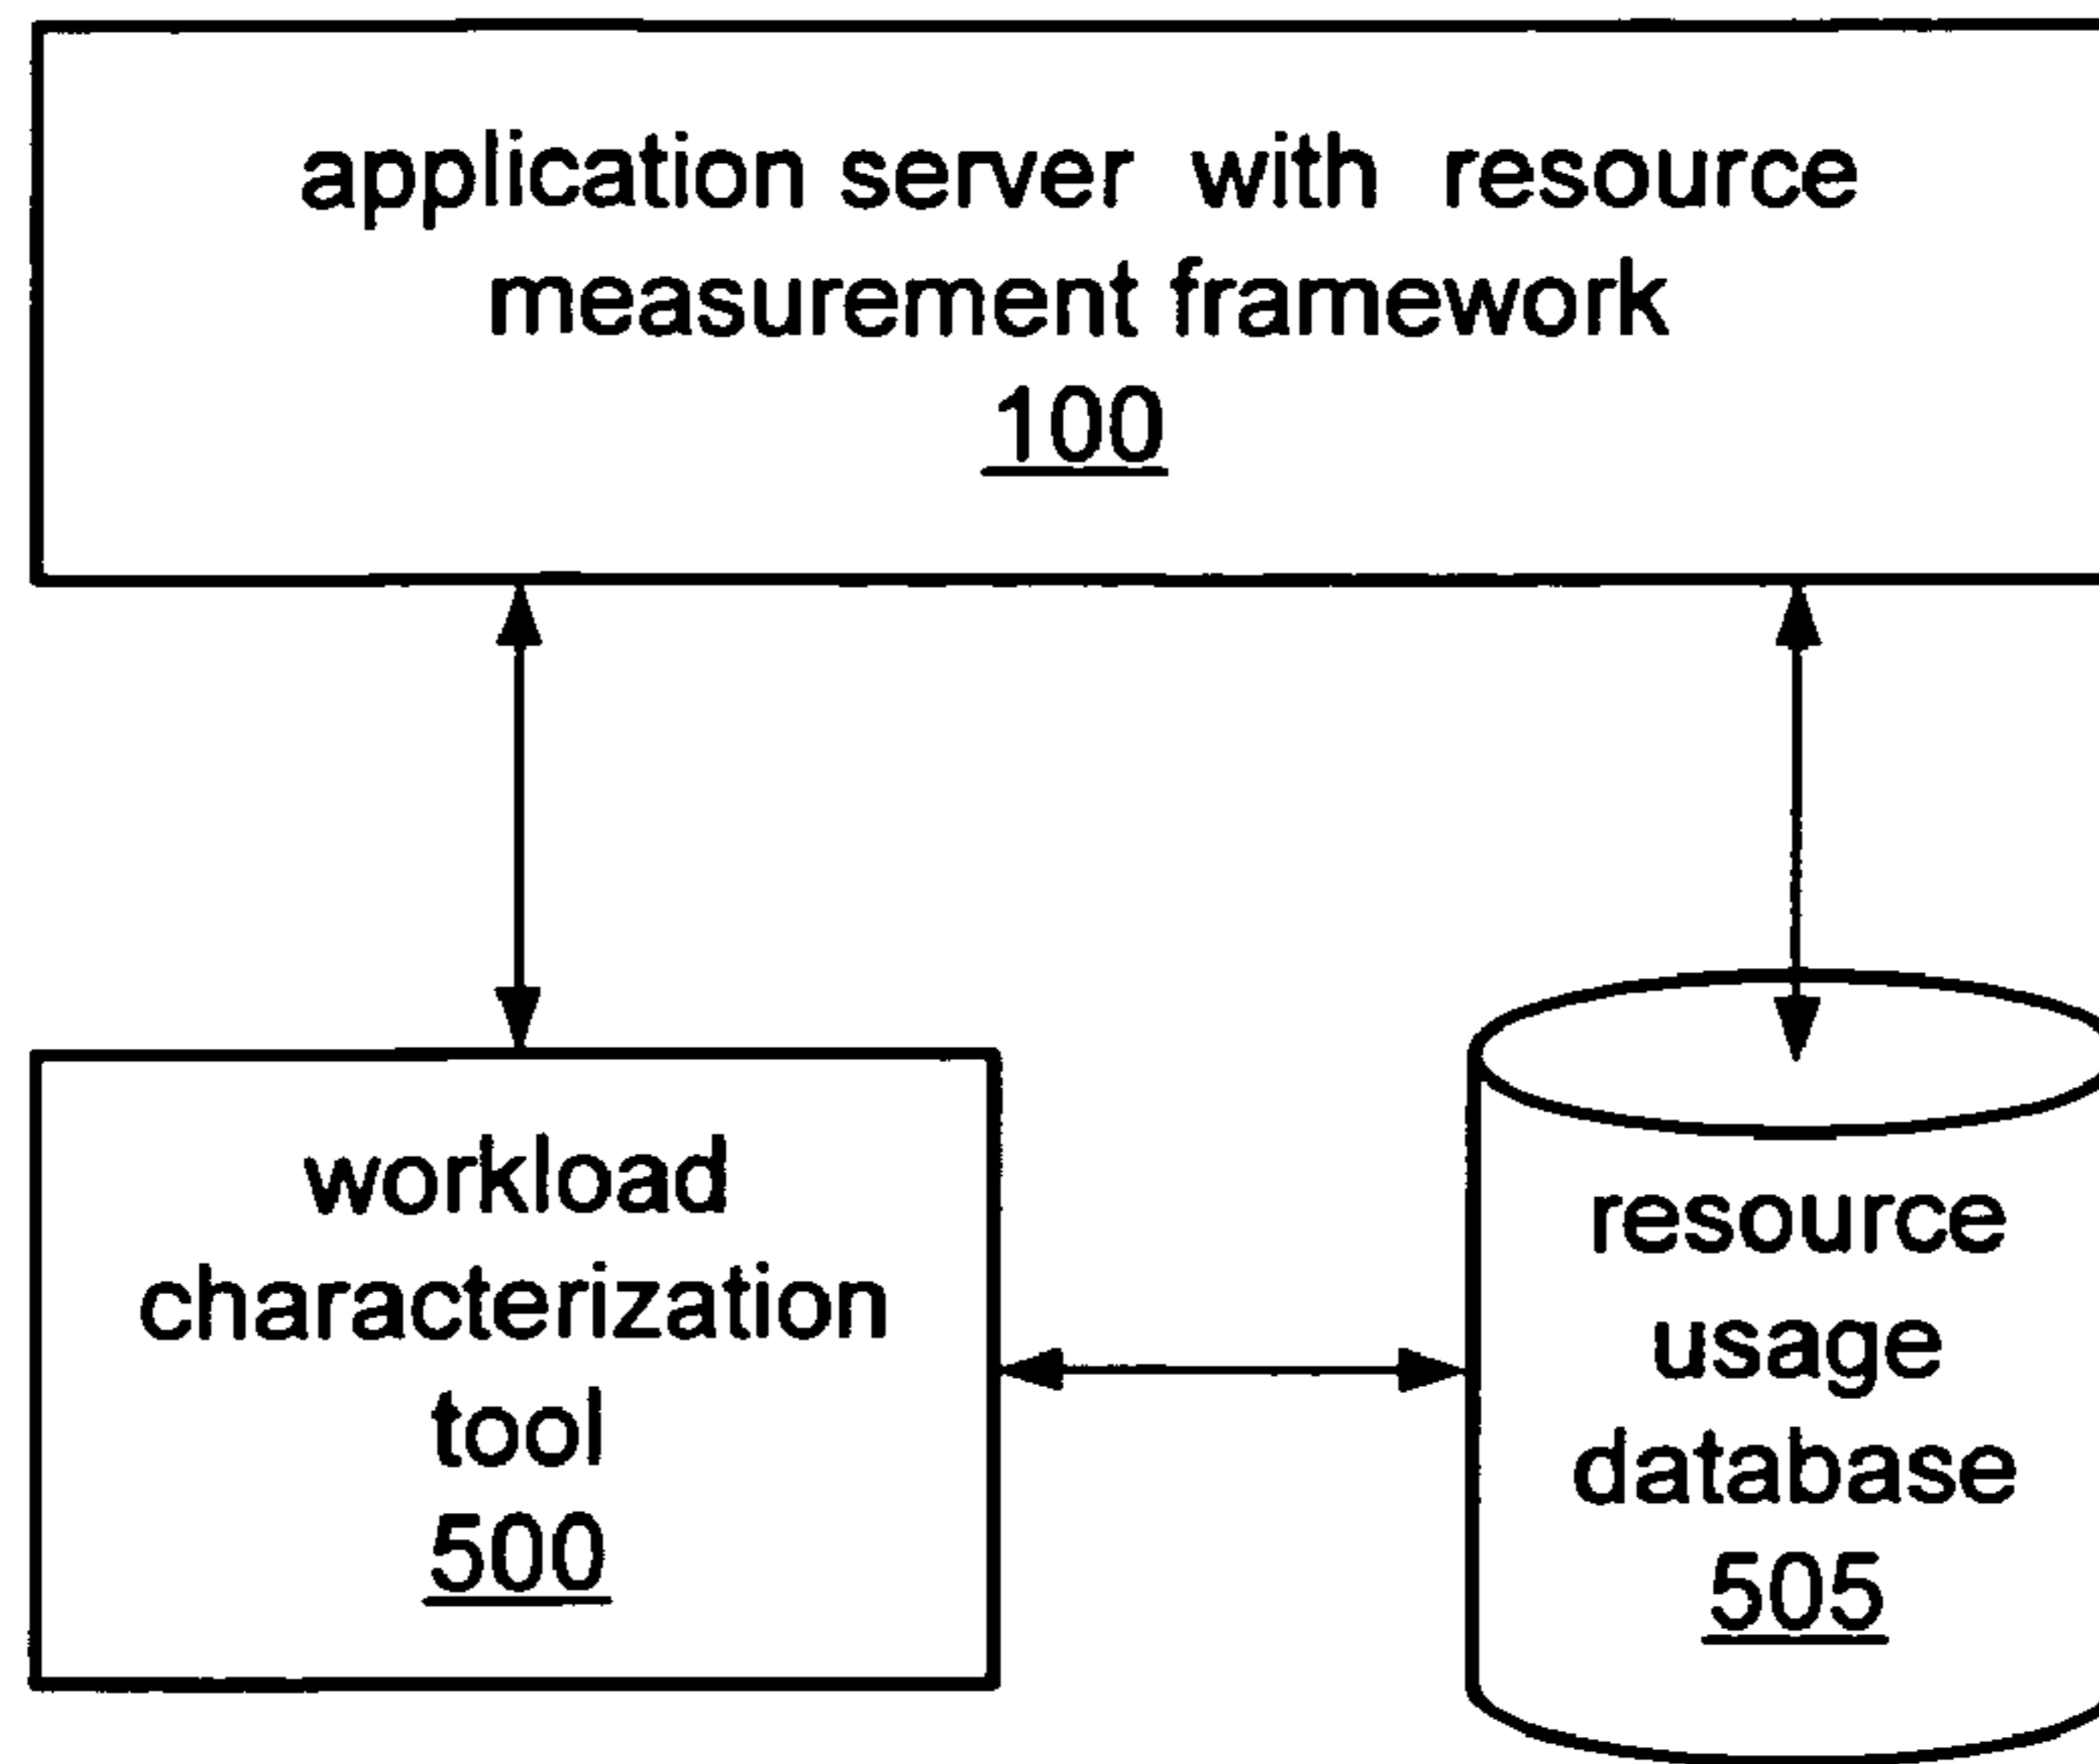 application server with resource
measurement framework
100
workload
characterization
tool
500
resource
usage
database
505